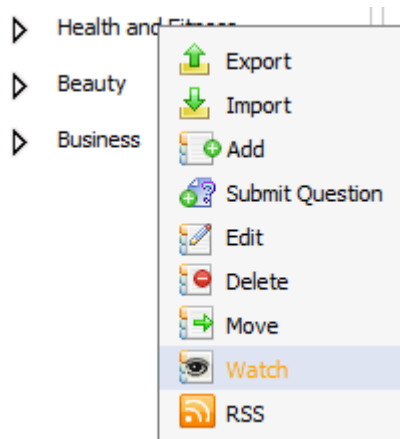 Health and Fitness
Beauty
Business
Export
Import
Add
Submit Question
Edit
Delete
Move
Watch
RSS